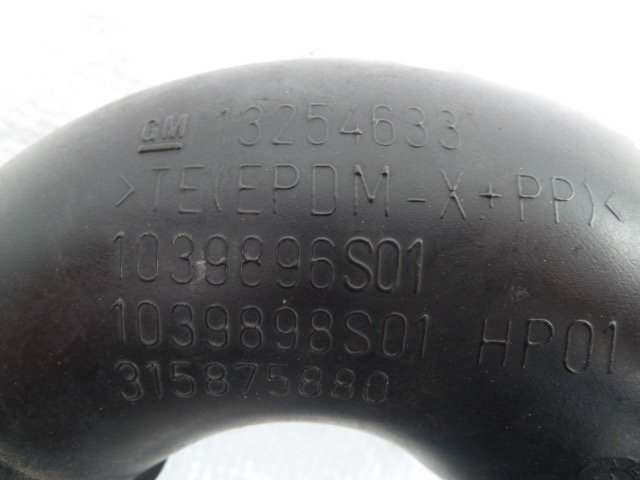 GM 13254633
>TE(EPDM-X+PP)<
1039896S01
1039898S01 HP01
315875880